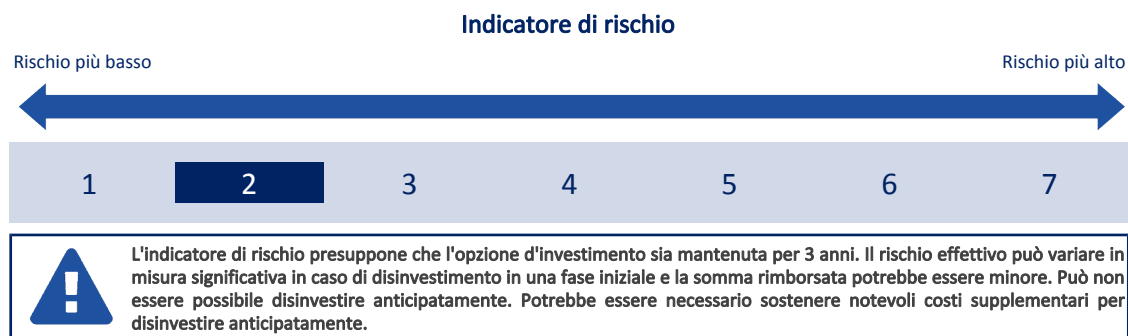 Indicatore di rischio
Rischio più basso
Rischio più alto
1 2 3 4 5 6 7
L'indicatore di rischio presuppone che l'opzione d'investimento sia mantenuta per 3 anni. Il rischio effettivo può variare in
misura significativa in caso di disinvestimento in una fase iniziale e la somma rimborsata potrebbe essere minore. Può non
essere possibile disinvestire anticipatamente. Potrebbe essere necessario sostenere notevoli costi supplementari per
disinvestire anticipatamente.